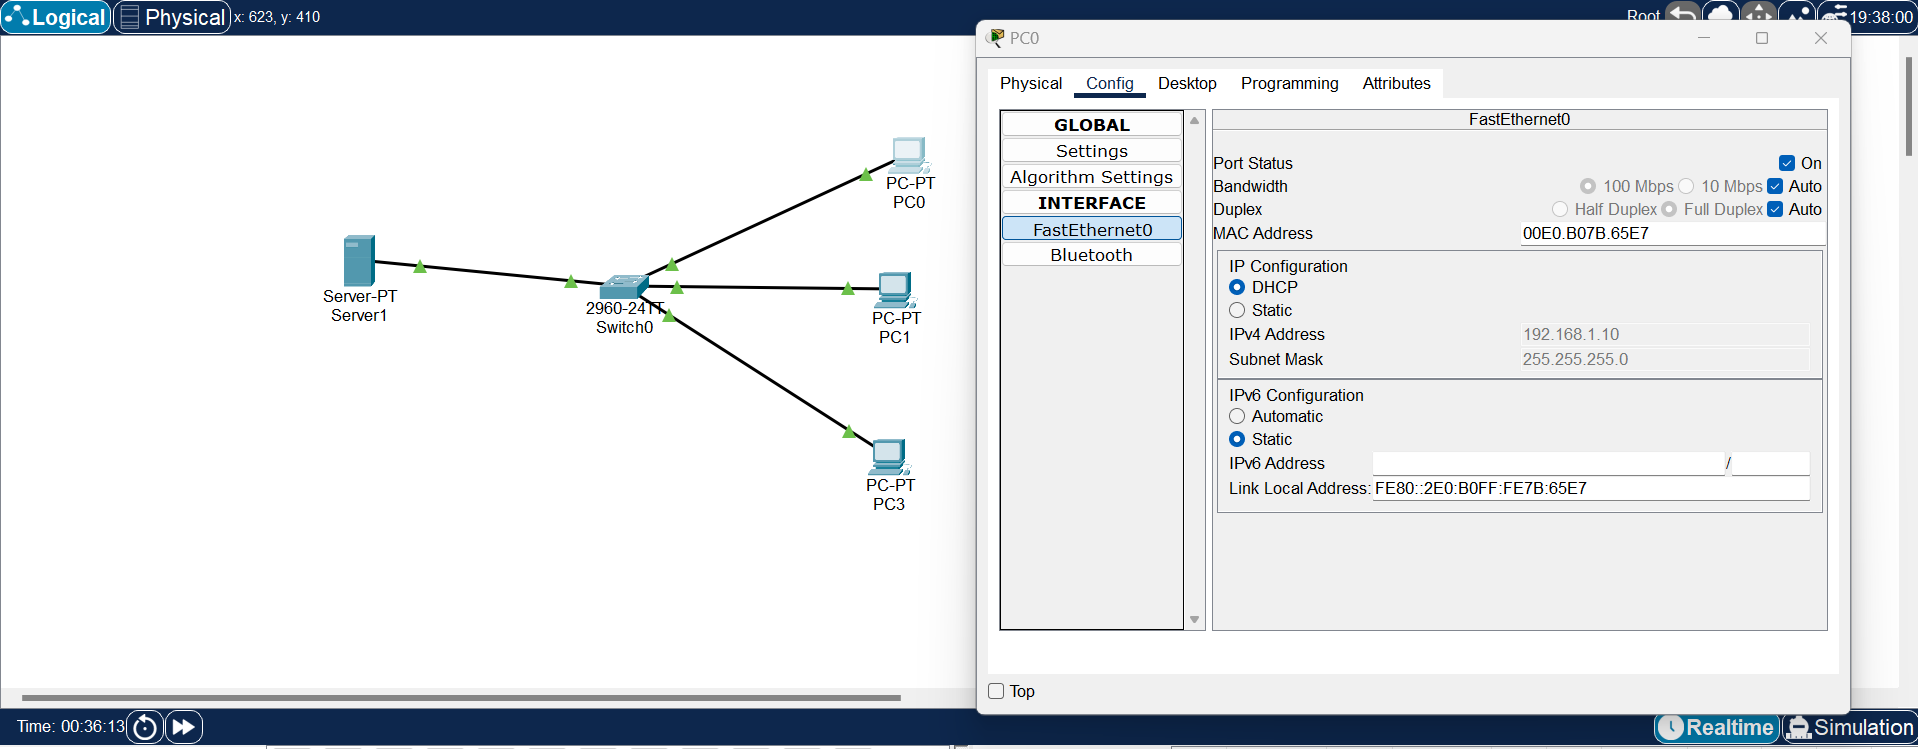 Logical Physical x: 623, y: 410 Root 19:38:00
PC-PT
PC0
Server-PT
Server1
2960-24TT
Switch0
PC-PT
PC1
PC-PT
PC3
PC0
Physical Config Desktop Programming Attributes
GLOBAL
Settings
Algorithm Settings
INTERFACE
FastEthernet0
Bluetooth
FastEthernet0
Port Status On
Bandwidth 100 Mbps 10 Mbps Auto
Duplex Half Duplex Full Duplex Auto
MAC Address 00E0.B07B.65E7
IP Configuration
DHCP
Static
IPv4 Address 192.168.1.10
Subnet Mask 255.255.255.0
IPv6 Configuration
Automatic
Static
IPv6 Address /
Link Local Address: FE80::2E0:B0FF:FE7B:65E7
Top
Time: 00:36:13 Realtime Simulation